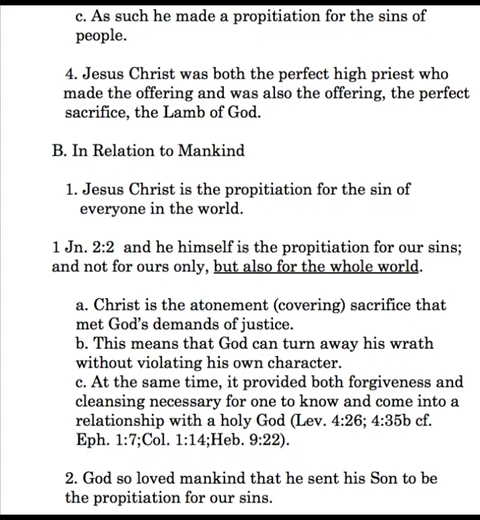 c. As such he made a propitiation for the sins of
people.
4. Jesus Christ was both the perfect high priest who
made the offering and was also the offering, the perfect
sacrifice, the Lamb of God.
B. In Relation to Mankind
1. Jesus Christ is the propitiation for the sin of
everyone in the world.
1 Jn. 2:2 and he himself is the propitiation for our sins;
and not for ours only, but also for the whole world.
a. Christ is the atonement (covering) sacrifice that
met God's demands of justice.
b. This means that God can turn away his wrath
without violating his own character.
c. At the same time, it provided both forgiveness and
cleansing necessary for one to know and come into a
relationship with a holy God (Lev. 4:26; 4:35b cf.
Eph. 1:7;Col. 1:14;Heb. 9:22).
2. God so loved mankind that he sent his Son to be
the propitiation for our sins.